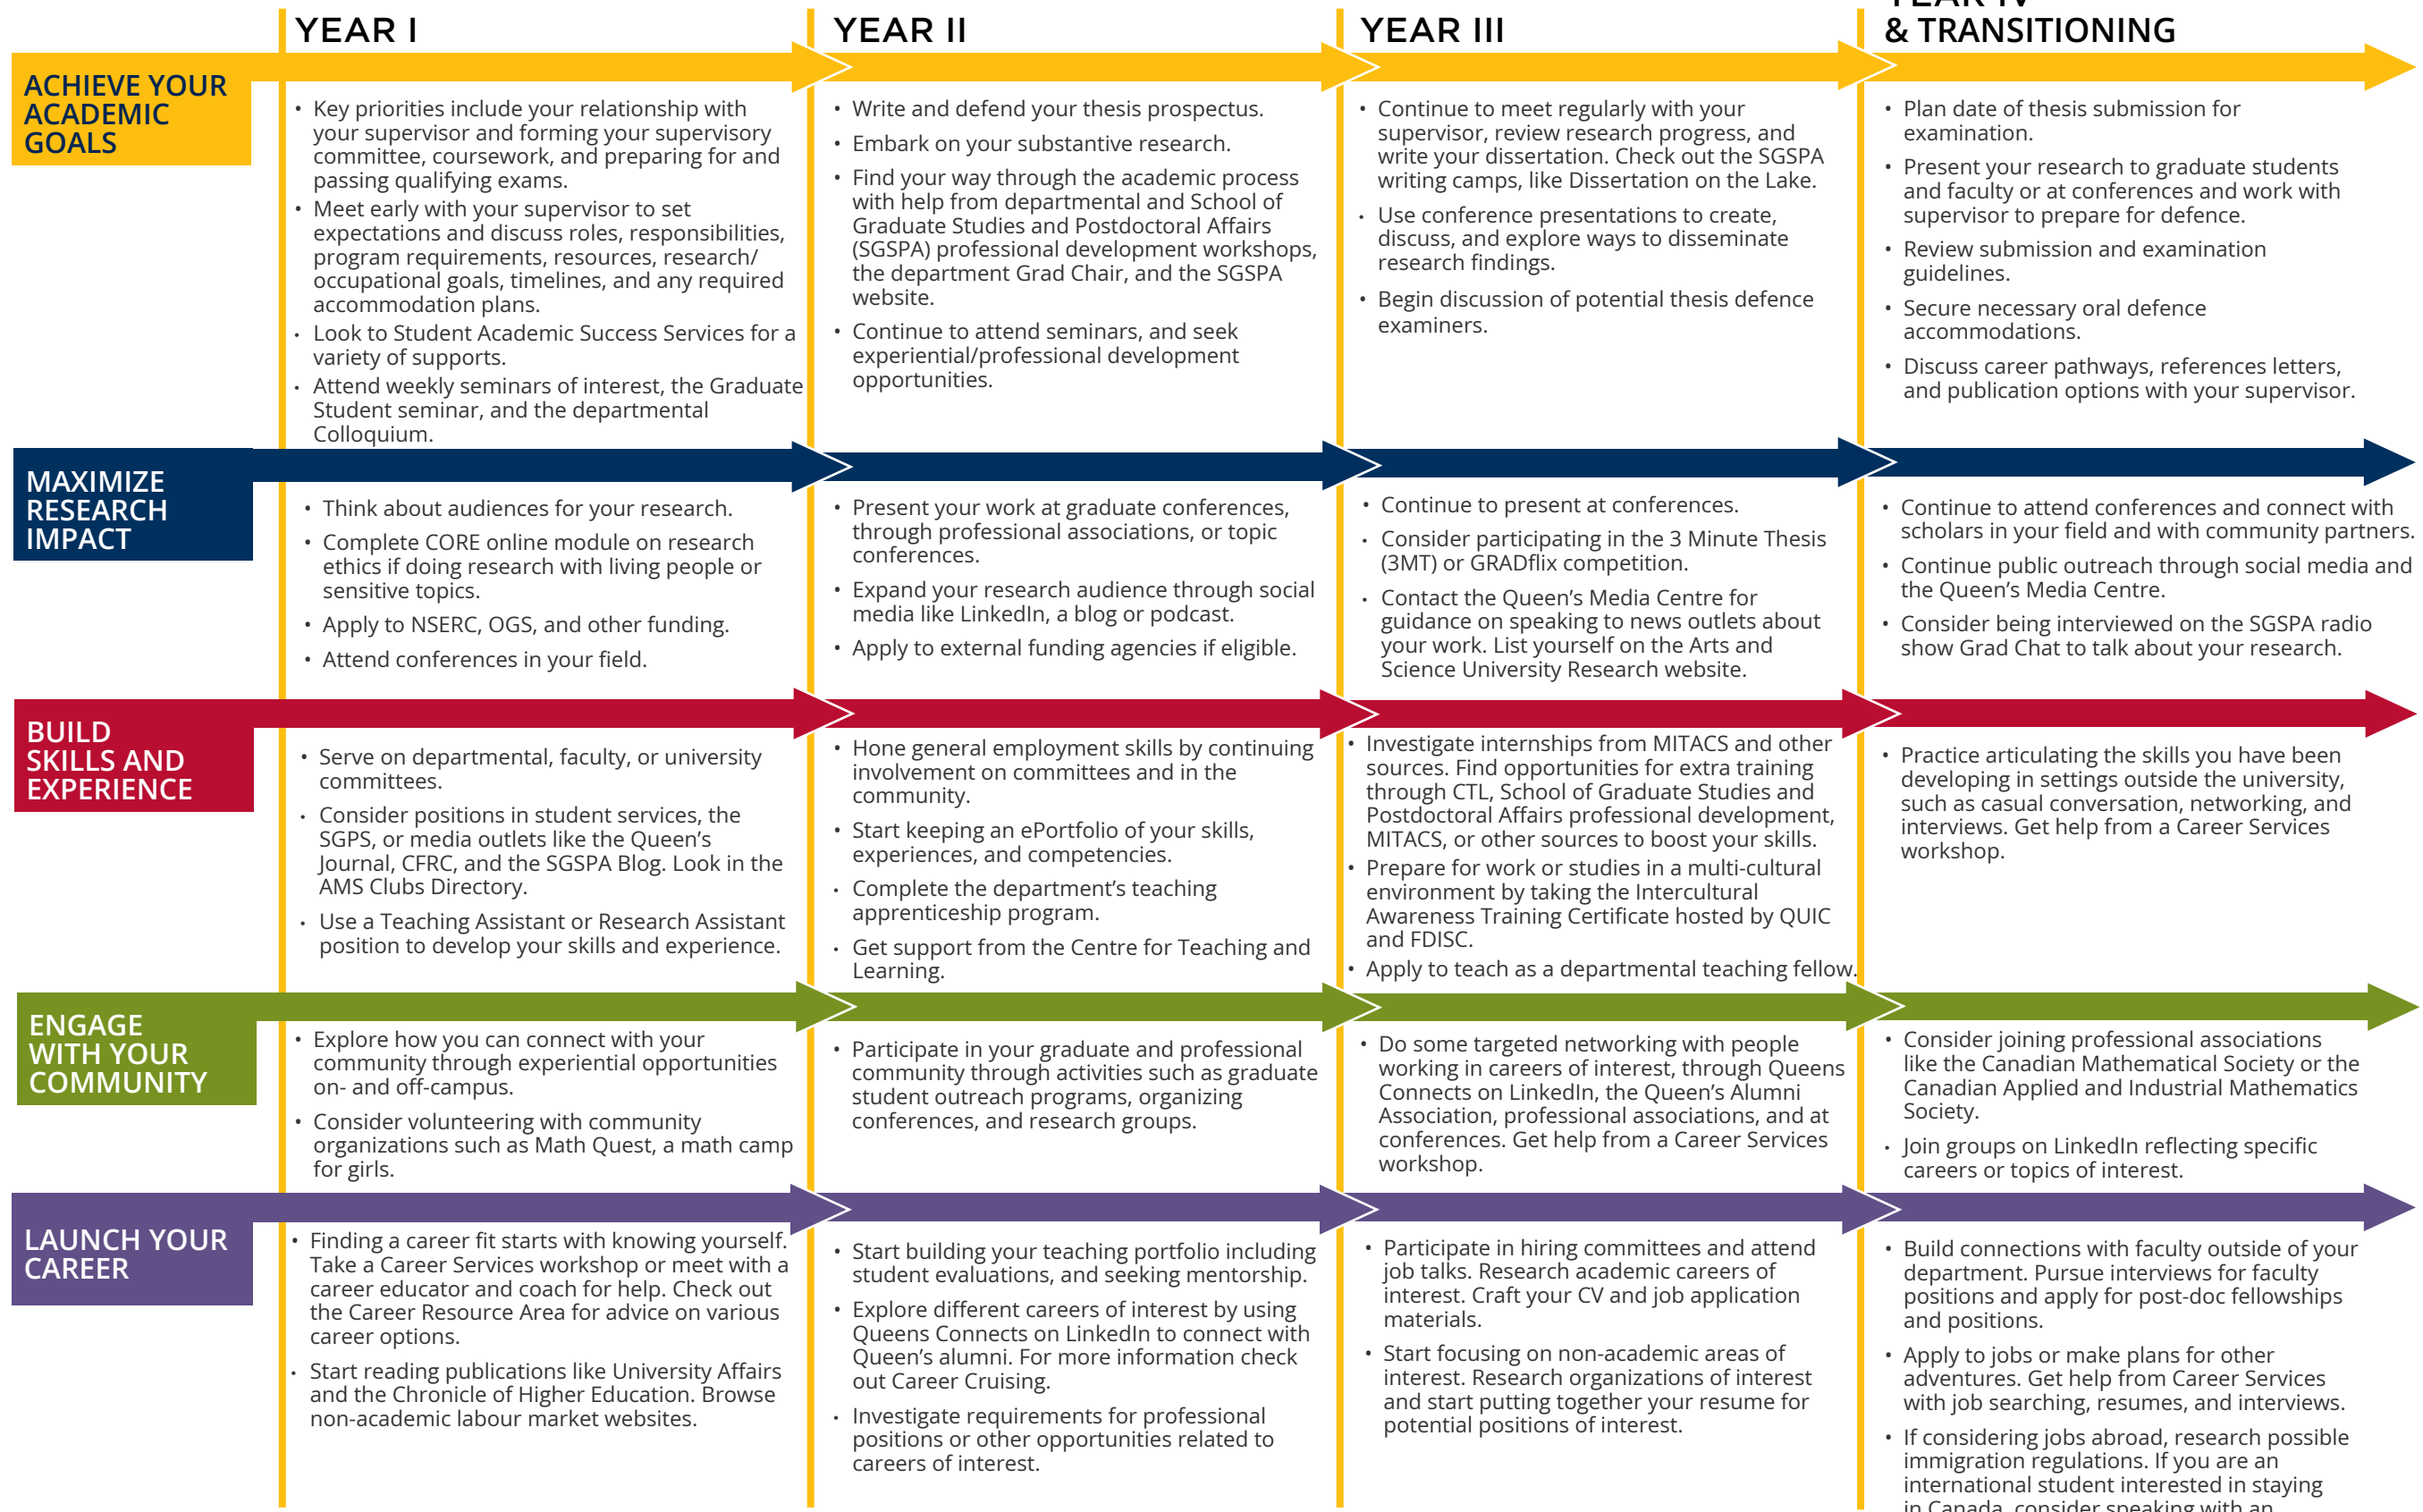 YEAR I
YEAR II
YEAR III
YEAR IV
& TRANSITIONING
ACHIEVE YOUR
ACADEMIC
GOALS
• Key priorities include your relationship with
your supervisor and forming your supervisory
committee, coursework, and preparing for and
passing qualifying exams.
• Meet early with your supervisor to set
expectations and discuss roles, responsibilities,
program requirements, resources, research/
occupational goals, timelines, and any required
accommodation plans.
• Look to Student Academic Success Services for a
variety of supports.
• Attend weekly seminars of interest, the Graduate
Student seminar, and the departmental
Colloquium.
• Write and defend your thesis prospectus.
• Embark on your substantive research.
• Find your way through the academic process
with help from departmental and School of
Graduate Studies and Postdoctoral Affairs
(SGSPA) professional development workshops,
the department Grad Chair, and the SGSPA
website.
• Continue to attend seminars, and seek
experiential/professional development
opportunities.
• Continue to meet regularly with your
supervisor, review research progress, and
write your dissertation. Check out the SGSPA
writing camps, like Dissertation on the Lake.
• Use conference presentations to create,
discuss, and explore ways to disseminate
research findings.
• Begin discussion of potential thesis defence
examiners.
• Plan date of thesis submission for
examination.
• Present your research to graduate students
and faculty or at conferences and work with
supervisor to prepare for defence.
• Review submission and examination
guidelines.
• Secure necessary oral defence
accommodations.
• Discuss career pathways, references letters,
and publication options with your supervisor.
MAXIMIZE
RESEARCH
IMPACT
• Think about audiences for your research.
• Complete CORE online module on research
ethics if doing research with living people or
sensitive topics.
• Apply to NSERC, OGS, and other funding.
• Attend conferences in your field.
• Present your work at graduate conferences,
through professional associations, or topic
conferences.
• Expand your research audience through social
media like LinkedIn, a blog or podcast.
• Apply to external funding agencies if eligible.
• Continue to present at conferences.
• Consider participating in the 3 Minute Thesis
(3MT) or GRADflix competition.
• Contact the Queen’s Media Centre for
guidance on speaking to news outlets about
your work. List yourself on the Arts and
Science University Research website.
• Continue to attend conferences and connect with
scholars in your field and with community partners.
• Continue public outreach through social media and
the Queen’s Media Centre.
• Consider being interviewed on the SGSPA radio
show Grad Chat to talk about your research.
BUILD
SKILLS AND
EXPERIENCE
• Serve on departmental, faculty, or university
committees.
• Consider positions in student services, the
SGPS, or media outlets like the Queen’s
Journal, CFRC, and the SGSPA Blog. Look in the
AMS Clubs Directory.
• Use a Teaching Assistant or Research Assistant
position to develop your skills and experience.
• Hone general employment skills by continuing
involvement on committees and in the
community.
• Start keeping an ePortfolio of your skills,
experiences, and competencies.
• Complete the department’s teaching
apprenticeship program.
• Get support from the Centre for Teaching and
Learning.
• Investigate internships from MITACS and other
sources. Find opportunities for extra training
through CTL, School of Graduate Studies and
Postdoctoral Affairs professional development,
MITACS, or other sources to boost your skills.
• Prepare for work or studies in a multi-cultural
environment by taking the Intercultural
Awareness Training Certificate hosted by QUIC
and FDISC.
• Apply to teach as a departmental teaching fellow.
• Practice articulating the skills you have been
developing in settings outside the university,
such as casual conversation, networking, and
interviews. Get help from a Career Services
workshop.
ENGAGE
WITH YOUR
COMMUNITY
• Explore how you can connect with your
community through experiential opportunities
on- and off-campus.
• Consider volunteering with community
organizations such as Math Quest, a math camp
for girls.
• Participate in your graduate and professional
community through activities such as graduate
student outreach programs, organizing
conferences, and research groups.
• Do some targeted networking with people
working in careers of interest, through Queens
Connects on LinkedIn, the Queen’s Alumni
Association, professional associations, and at
conferences. Get help from a Career Services
workshop.
• Consider joining professional associations
like the Canadian Mathematical Society or the
Canadian Applied and Industrial Mathematics
Society.
• Join groups on LinkedIn reflecting specific
careers or topics of interest.
LAUNCH YOUR
CAREER
• Finding a career fit starts with knowing yourself.
Take a Career Services workshop or meet with a
career educator and coach for help. Check out
the Career Resource Area for advice on various
career options.
• Start reading publications like University Affairs
and the Chronicle of Higher Education. Browse
non-academic labour market websites.
• Start building your teaching portfolio including
student evaluations, and seeking mentorship.
• Explore different careers of interest by using
Queens Connects on LinkedIn to connect with
Queen’s alumni. For more information check
out Career Cruising.
• Investigate requirements for professional
positions or other opportunities related to
careers of interest.
• Participate in hiring committees and attend
job talks. Research academic careers of
interest. Craft your CV and job application
materials.
• Start focusing on non-academic areas of
interest. Research organizations of interest
and start putting together your resume for
potential positions of interest.
• Build connections with faculty outside of your
department. Pursue interviews for faculty
positions and apply for post-doc fellowships
and positions.
• Apply to jobs or make plans for other
adventures. Get help from Career Services
with job searching, resumes, and interviews.
• If considering jobs abroad, research possible
immigration regulations. If you are an
international student interested in staying
in Canada, consider speaking with an